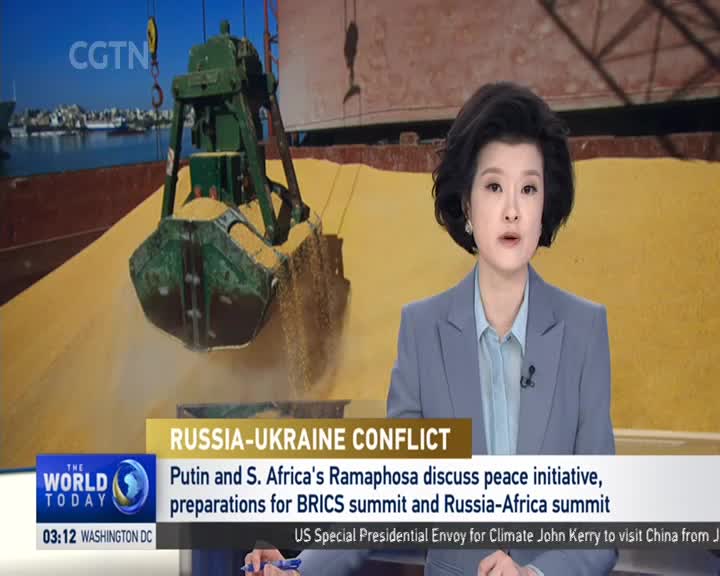 CGTN
RUSSIA-UKRAINE CONFLICT
THE
WORLD
TODAY
Putin and S. Africa's Ramaphosa discuss peace initiative,
preparations for BRICS summit and Russia-Africa summit
03:12 WASHINGTON DC
US Special Presidential Envoy for Climate John Kerry to visit China from J